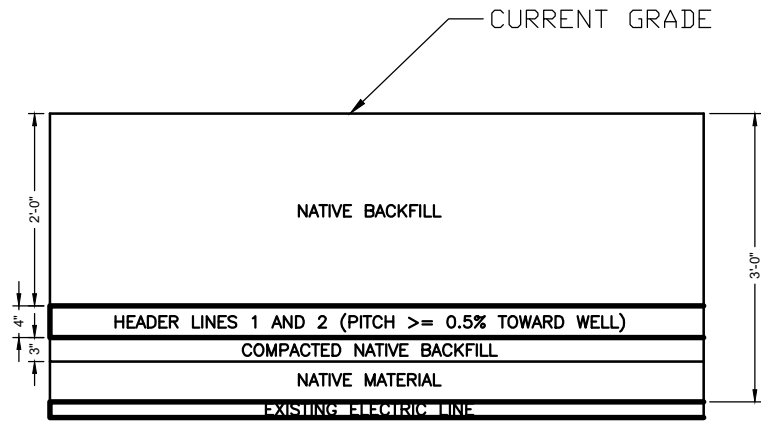 CURRENT GRADE
2'-0"
NATIVE BACKFILL
3'-0"
4"
HEADER LINES 1 AND 2 (PITCH >= 0.5% TOWARD WELL)
3"
COMPACTED NATIVE BACKFILL
NATIVE MATERIAL
EXISTING ELECTRIC LINE